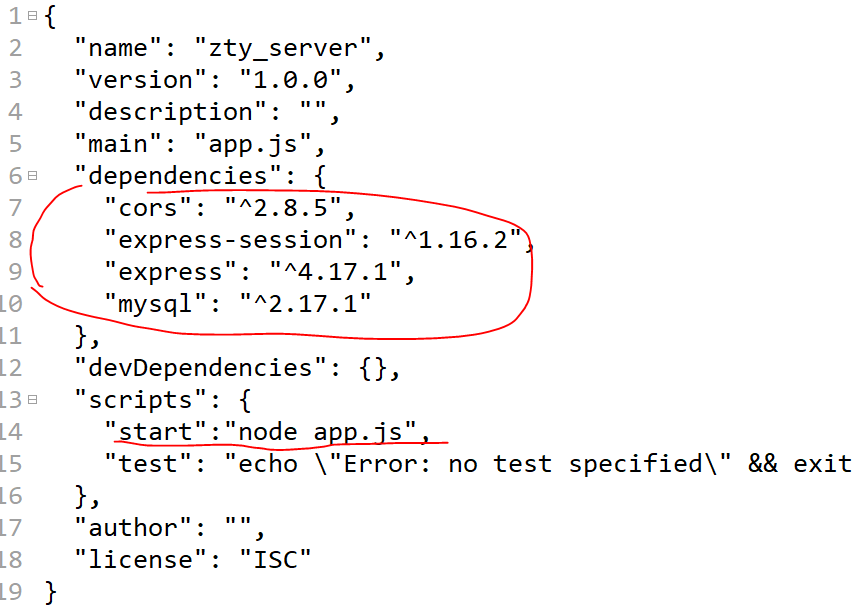 1 {
2 "name": "zty_server",
3 "version": "1.0.0",
4 "description": "",
5 "main": "app.js",
6 "dependencies": {
7 "cors": "^2.8.5",
8 "express-session": "^1.16.2",
9 "express": "^4.17.1",
10 "mysql": "^2.17.1"
11 },
12 "devDependencies": {},
13 "scripts": {
14 "start":"node app.js",
15 "test": "echo \"Error: no test specified\" && exit
16 },
17 "author": "",
18 "license": "ISC"
19 }